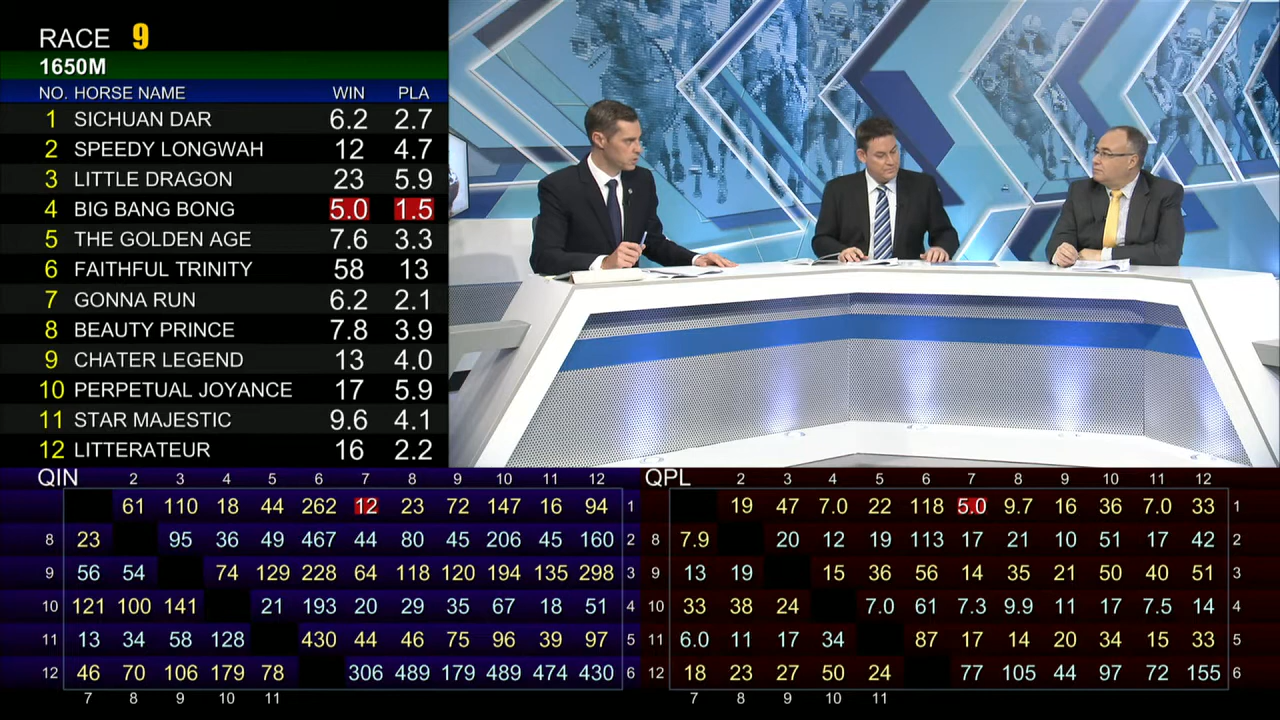 RACE 9
1650M
NO. HORSE NAME WIN PLA
1 SICHUAN DAR 6.2 2.7
2 SPEEDY LONGWAH 12 4.7
3 LITTLE DRAGON 23 5.9
4 BIG BANG BONG 5.0 1.5
5 THE GOLDEN AGE 7.6 3.3
6 FAITHFUL TRINITY 58 13
7 GONNA RUN 6.2 2.1
8 BEAUTY PRINCE 7.8 3.9
9 CHATER LEGEND 13 4.0
10 PERPETUAL JOYANCE 17 5.9
11 STAR MAJESTIC 9.6 4.1
12 LITTERATEUR 16 2.2
QIN 2 3 4 5 6 7 8 9 10 11 12
61 110 18 44 262 12 23 72 147 16 94 1
8 23 95 36 49 467 44 80 45 206 45 160 2
9 56 54 74 129 228 64 118 120 194 135 298 3
10 121 100 141 21 193 20 29 35 67 18 51 4
11 13 34 58 128 430 44 46 75 96 39 97 5
12 46 70 106 179 78 306 489 179 489 474 430 6
7 8 9 10 11
QPL 2 3 4 5 6 7 8 9 10 11 12
19 47 7.0 22 118 5.0 9.7 16 36 7.0 33 1
8 7.9 20 12 19 113 17 21 10 51 17 42 2
9 13 19 15 36 56 14 35 21 50 40 51 3
10 33 38 24 7.0 61 7.3 9.9 11 17 7.5 14 4
11 6.0 11 17 34 87 17 14 20 34 15 33 5
12 18 23 27 50 24 77 105 44 97 72 155 6
7 8 9 10 11